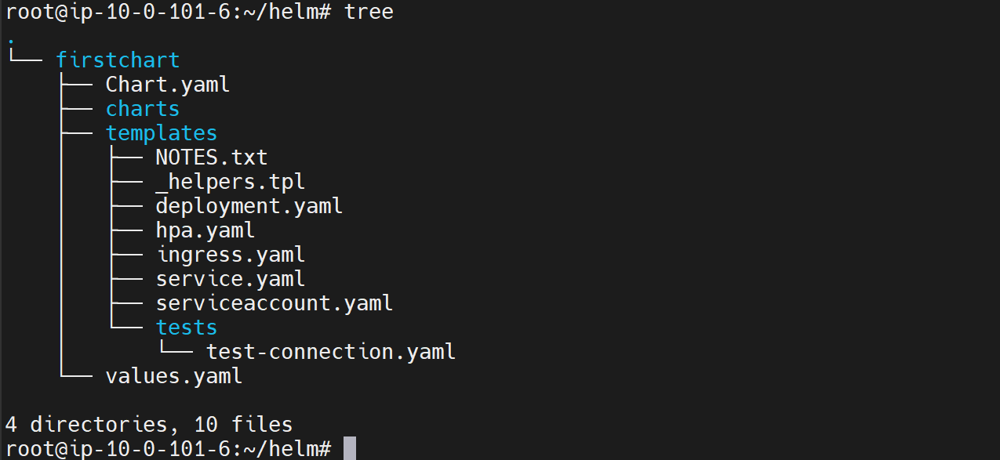 root@ip-10-0-101-6:~/helm# tree
.
└── firstchart
    ├── Chart.yaml
    ├── charts
    ├── templates
    │   ├── NOTES.txt
    │   ├── _helpers.tpl
    │   ├── deployment.yaml
    │   ├── hpa.yaml
    │   ├── ingress.yaml
    │   ├── service.yaml
    │   ├── serviceaccount.yaml
    │   └── tests
    │       └── test-connection.yaml
    └── values.yaml

4 directories, 10 files
root@ip-10-0-101-6:~/helm#